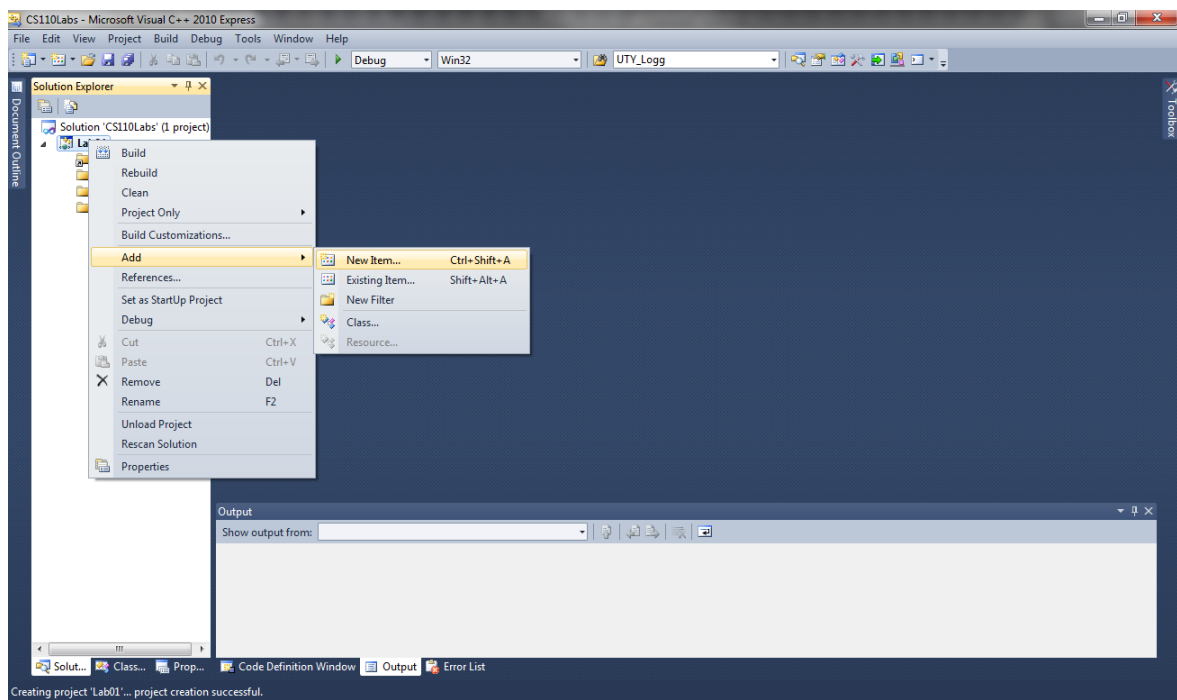 CS110Labs - Microsoft Visual C++ 2010 Express
File Edit View Project Build Debug Tools Window Help
Debug Win32 UTY_Logg
Solution Explorer
Solution 'CS110Labs' (1 project)
Document Outline
Toolbox
Build
Rebuild
Clean
Project Only
Build Customizations...
Add
References...
Set as StartUp Project
Debug
Cut Ctrl+X
Paste Ctrl+V
Remove Del
Rename F2
Unload Project
Rescan Solution
Properties
New Item... Ctrl+Shift+A
Existing Item... Shift+Alt+A
New Filter
Class...
Resource...
Output
Show output from:
Solut... Class... Prop... Code Definition Window Output Error List
Creating project 'Lab01'... project creation successful.